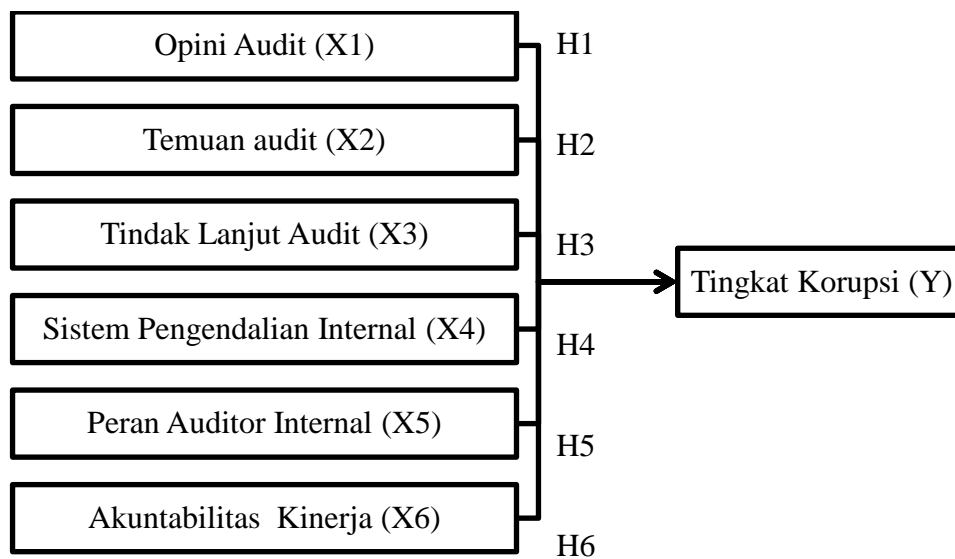 Opini Audit (X1)
H1
Temuan audit (X2)
H2
Tindak Lanjut Audit (X3)
H3
Tingkat Korupsi (Y)
Sistem Pengendalian Internal (X4)
H4
Peran Auditor Internal (X5)
H5
Akuntabilitas  Kinerja (X6)
H6